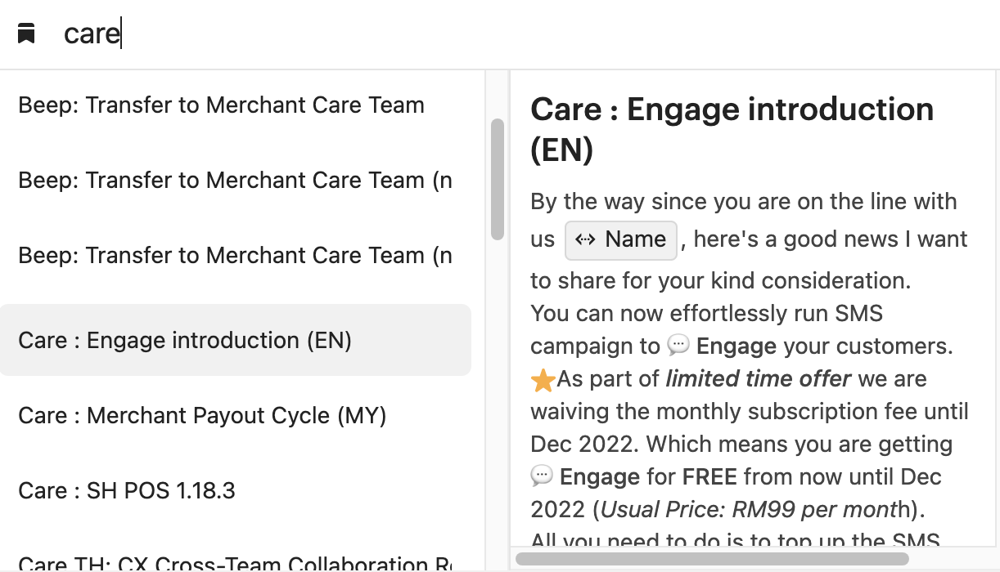 care
Beep: Transfer to Merchant Care Team
Beep: Transfer to Merchant Care Team (n
Beep: Transfer to Merchant Care Team (n
Care : Engage introduction (EN)
Care : Merchant Payout Cycle (MY)
Care : SH POS 1.18.3
Care TH: CX Cross-Team Collaboration Re
Care : Engage introduction
(EN)
By the way since you are on the line with
us Name , here's a good news I want
to share for your kind consideration.
You can now effortlessly run SMS
campaign to 💬 Engage your customers.
⭐As part of limited time offer we are
waiving the monthly subscription fee until
Dec 2022. Which means you are getting
💬 Engage for FREE from now until Dec
2022 (Usual Price: RM99 per month).
All you need to do is to top up the SMS